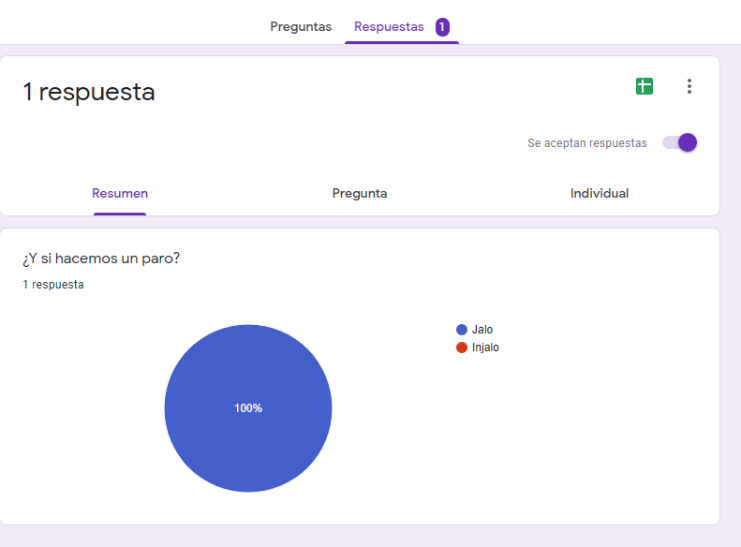 Preguntas Respuestas 1
1 respuesta
Se aceptan respuestas
Resumen Pregunta Individual
¿Y si hacemos un paro?
1 respuesta
Jalo
Injalo
100%